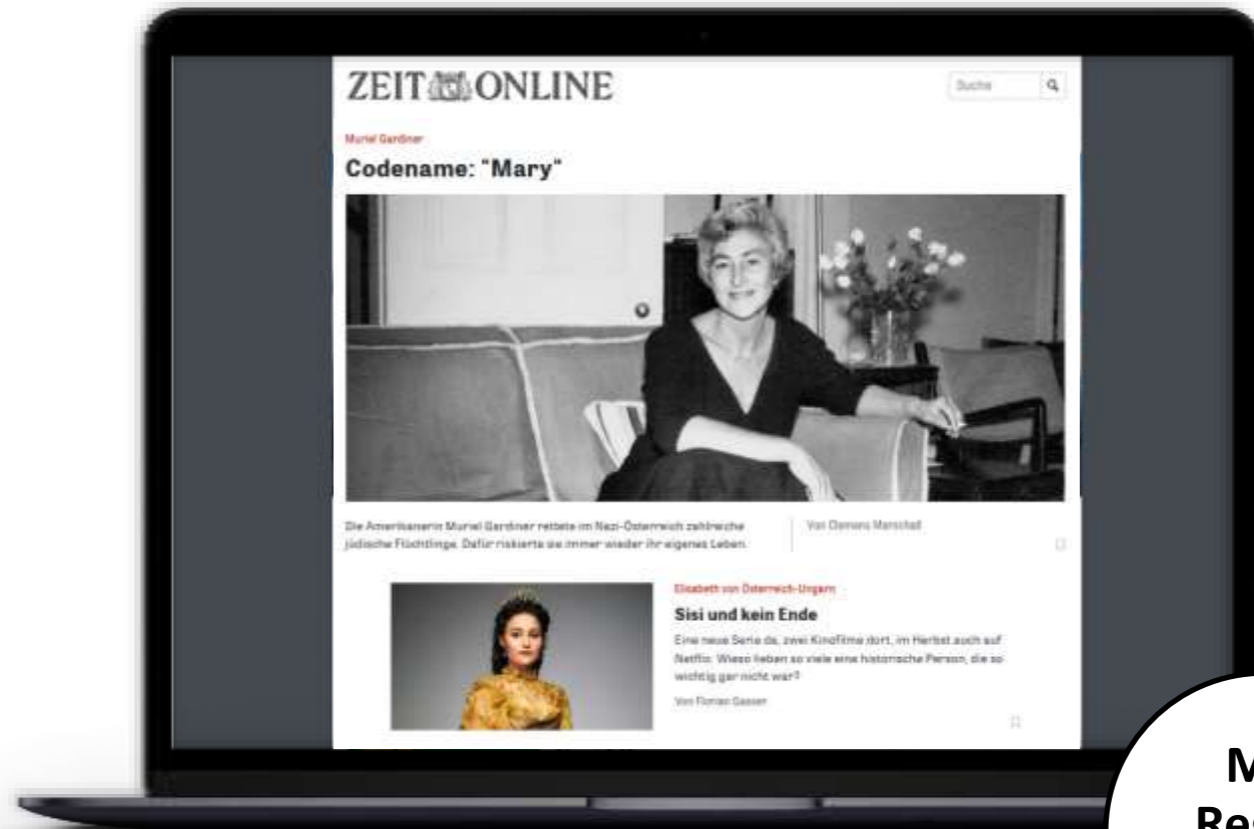 ZEIT ONLINE
Suche
Muriel Gardiner
Codename: "Mary"
Die Amerikanerin Muriel Gardiner rettete im Nazi-Österreich zahlreiche
jüdische Flüchtlinge. Dafür riskierte sie immer wieder ihr eigenes Leben.
Von Clemens Marschall
Elisabeth von Österreich-Ungarn
Sisi und kein Ende
Eine neue Serie da, zwei Kinofilme dort, im Herbst auch auf
Netflix: Wieso lieben so viele eine historische Person, die so
wichtig gar nicht war?
Von Florian Gasser